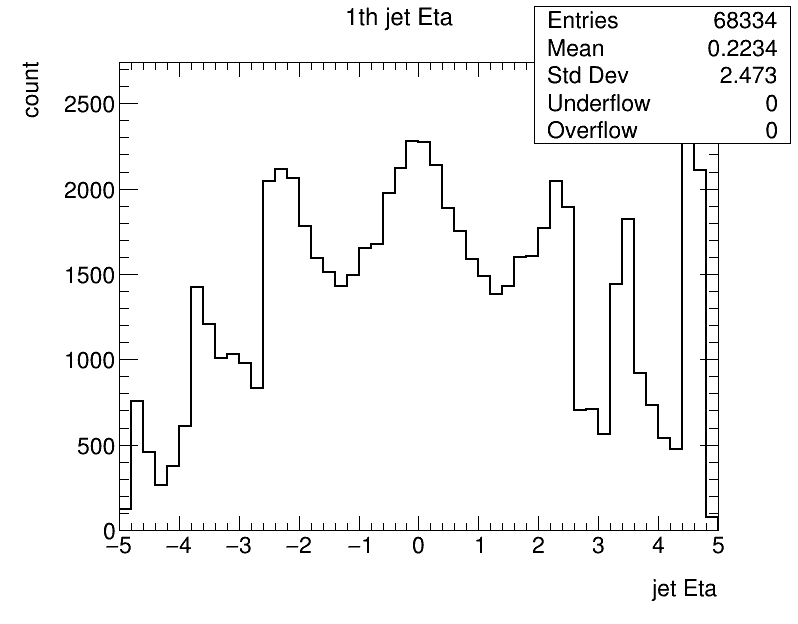 1th jet Eta
Entries 68334
Mean 0.2234
Std Dev 2.473
Underflow 0
Overflow 0
count
2500
2000
1500
1000
500
0
−5 −4 −3 −2 −1 0 1 2 3 4 5
jet Eta